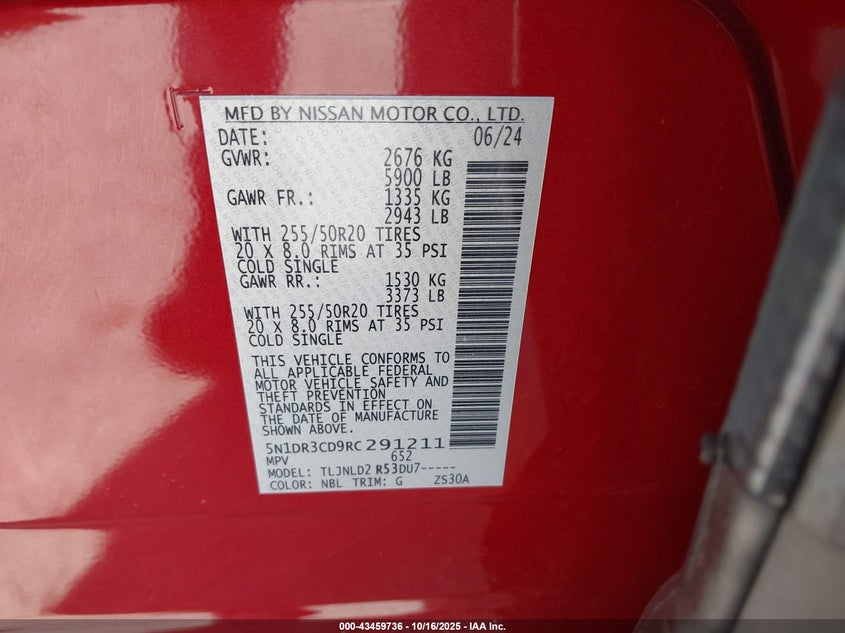 MFD BY NISSAN MOTOR CO., LTD.
DATE: 06/24
GVWR: 2676 KG
5900 LB
GAWR FR.: 1335 KG
2943 LB
WITH 255/50R20 TIRES
20 X 8.0 RIMS AT 35 PSI
COLD SINGLE
GAWR RR.: 1530 KG
3373 LB
WITH 255/50R20 TIRES
20 X 8.0 RIMS AT 35 PSI
COLD SINGLE
THIS VEHICLE CONFORMS TO
ALL APPLICABLE FEDERAL
MOTOR VEHICLE SAFETY AND
THEFT PREVENTION
STANDARDS IN EFFECT ON
THE DATE OF MANUFACTURE
SHOWN ABOVE.
5N1DR3CD9RC291211
MPV 652
MODEL: TLJNLD2 R53DU7-----
COLOR: NBL TRIM: G ZS30A
000-43459736 - 10/16/2025 - IAA Inc.